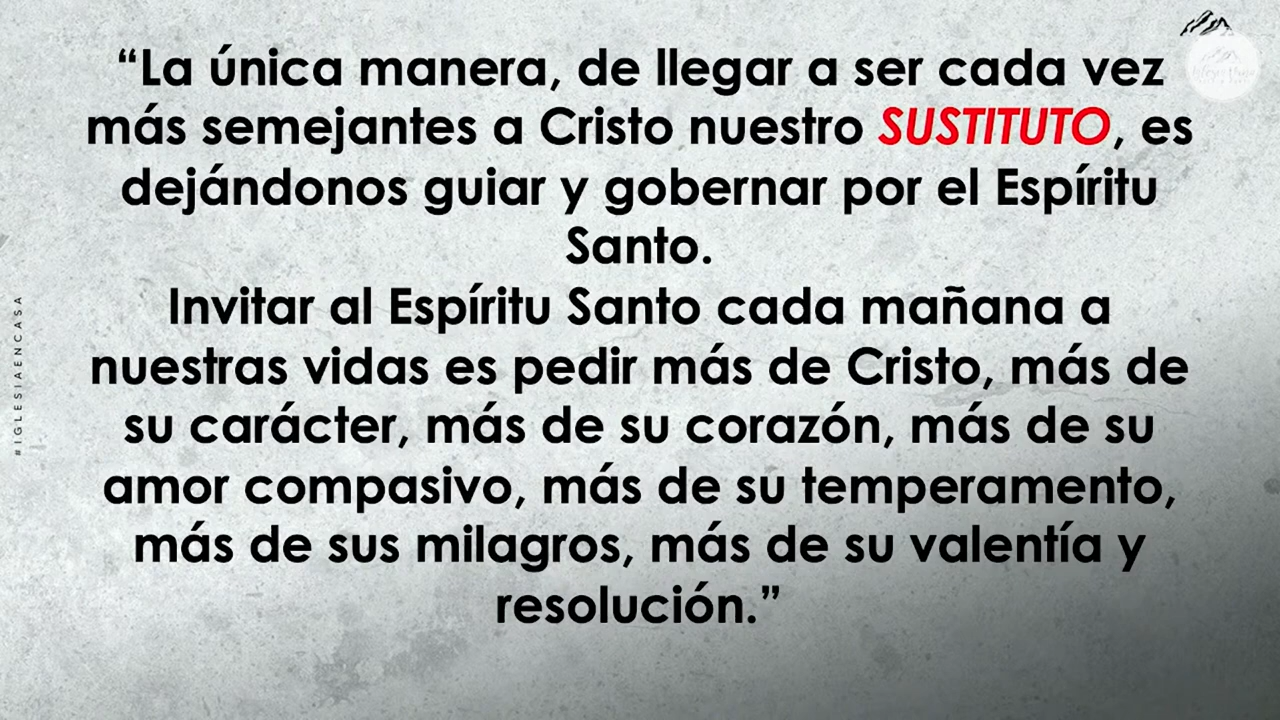 “La única manera, de llegar a ser cada vez
más semejantes a Cristo nuestro SUSTITUTO, es
dejándonos guiar y gobernar por el Espíritu
Santo.
Invitar al Espíritu Santo cada mañana a
nuestras vidas es pedir más de Cristo, más de
su carácter, más de su corazón, más de su
amor compasivo, más de su temperamento,
más de sus milagros, más de su valentía y
resolución.”
#IGLESIAENCASA